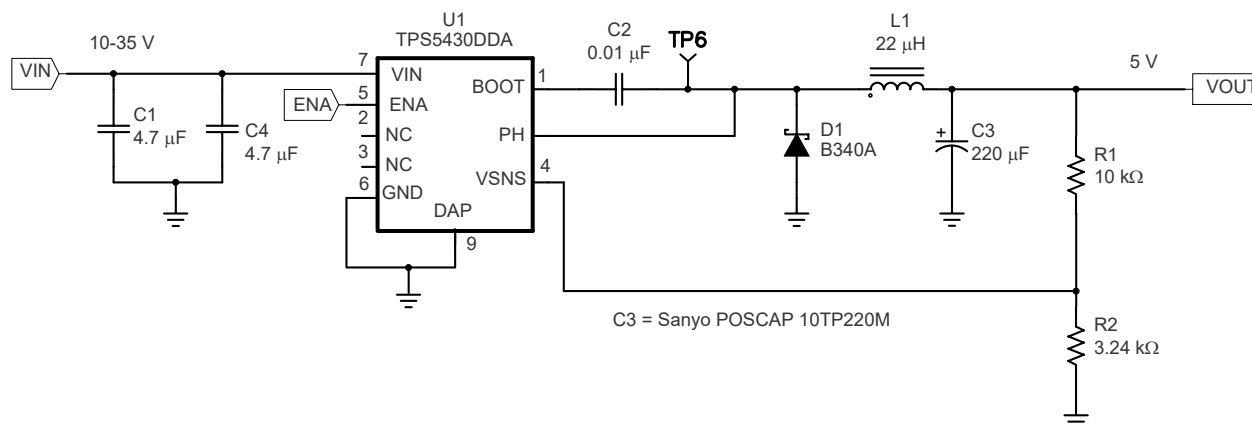 U1
TPS5430DDA
10-35 V
VIN
C1
4.7 μF
C4
4.7 μF
ENA
7
5
2
3
6
VIN
ENA
NC
NC
GND
BOOT
PH
VSNS
DAP
1
4
9
C2
0.01 μF
TP6
D1
B340A
L1
22 μH
C3
220 μF
5 V
VOUT
R1
10 kΩ
R2
3.24 kΩ
C3 = Sanyo POSCAP 10TP220M
+